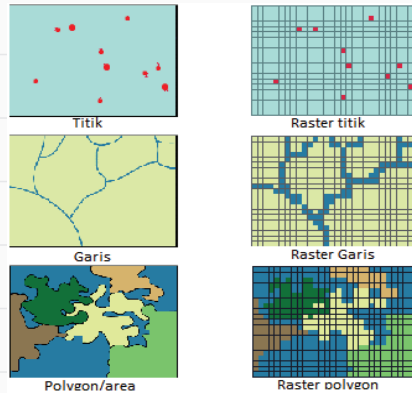 Titik
Raster titik
Garis
Raster Garis
Polygon/area
Raster polygon